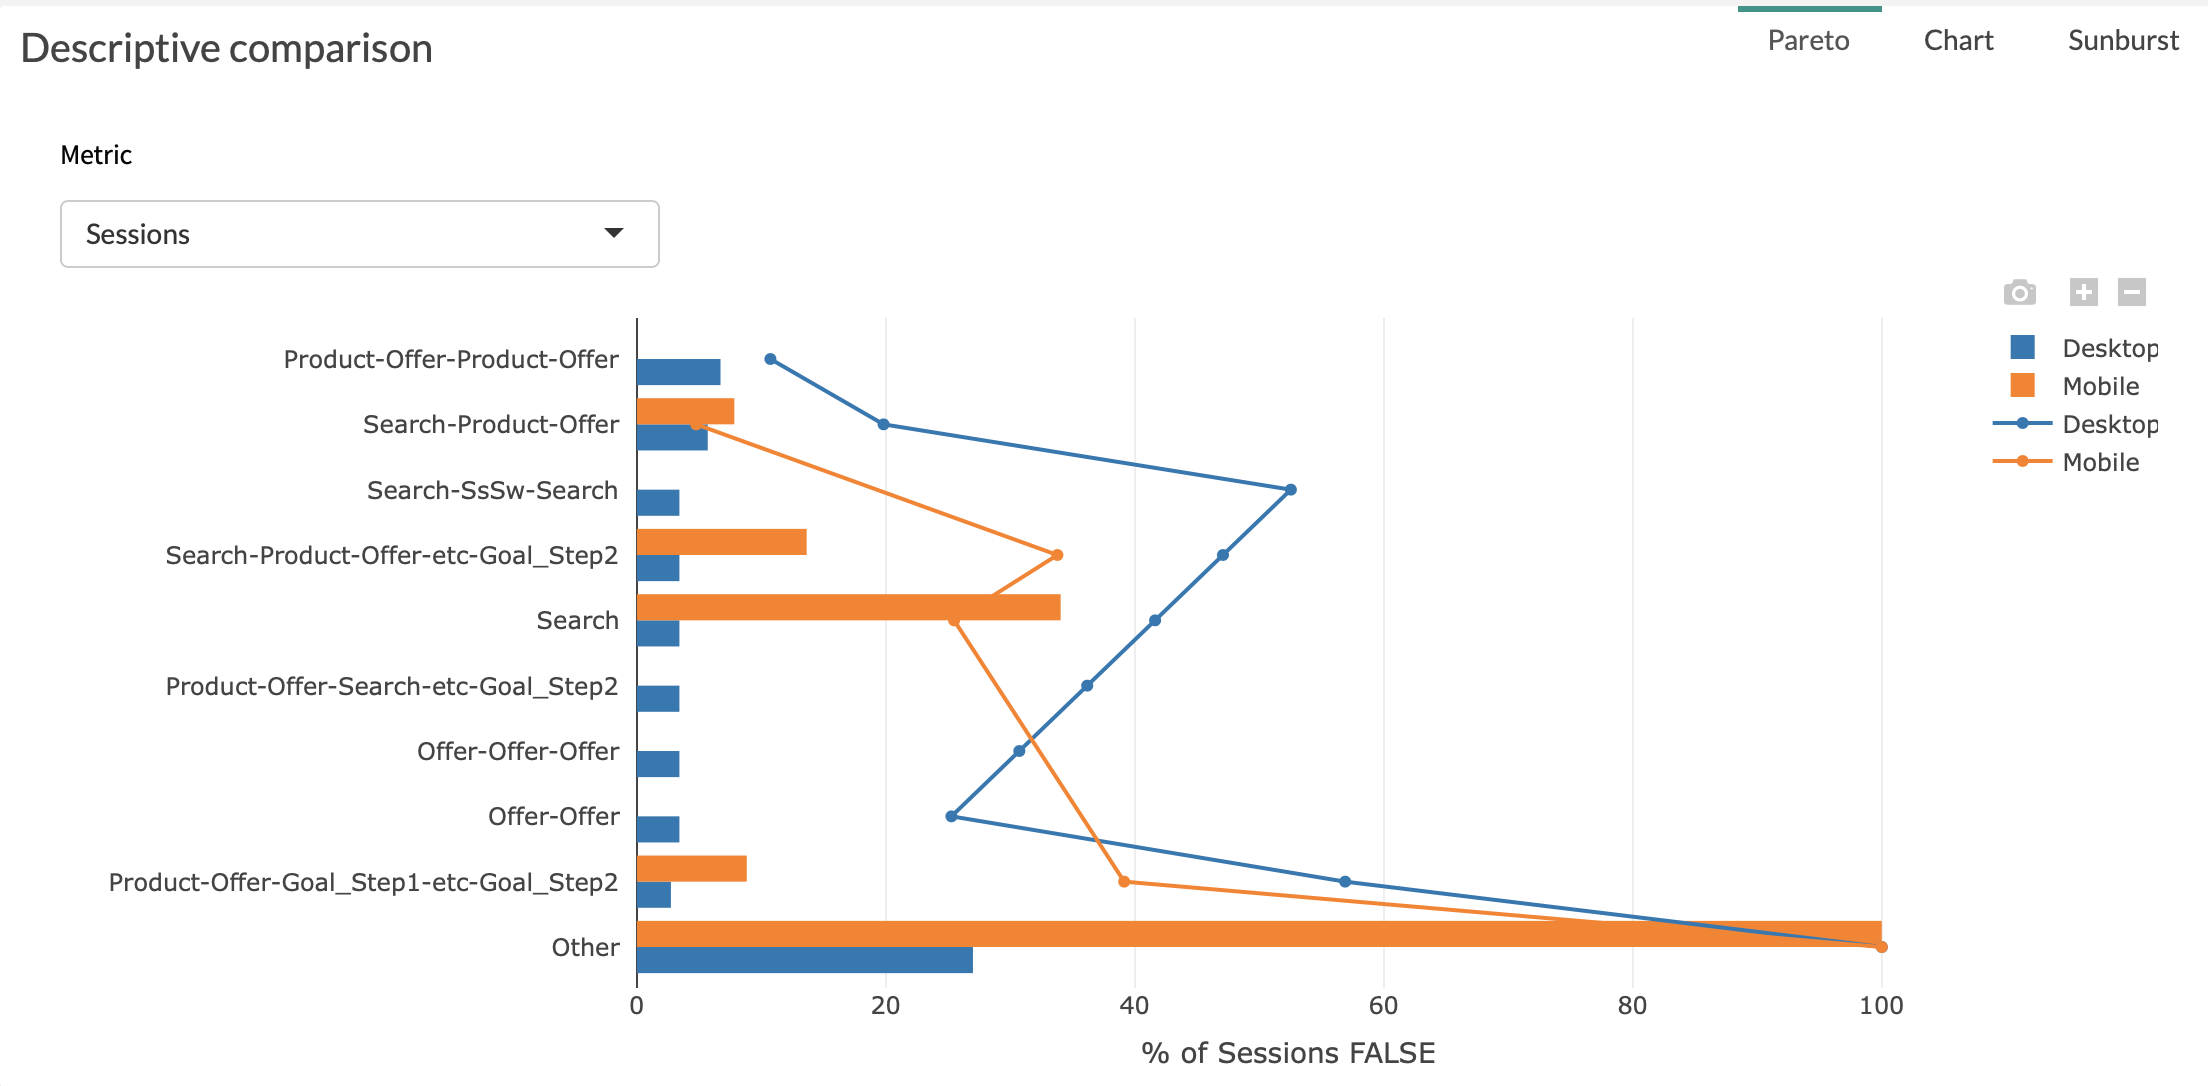 Descriptive comparison
Pareto
Chart
Sunburst
Metric
Sessions
Desktop
Mobile
Desktop
Mobile
Product-Offer-Product-Offer
Search-Product-Offer
Search-SsSw-Search
Search-Product-Offer-etc-Goal_Step2
Search
Product-Offer-Search-etc-Goal_Step2
Offer-Offer-Offer
Offer-Offer
Product-Offer-Goal_Step1-etc-Goal_Step2
Other
0 20 40 60 80 100
% of Sessions FALSE